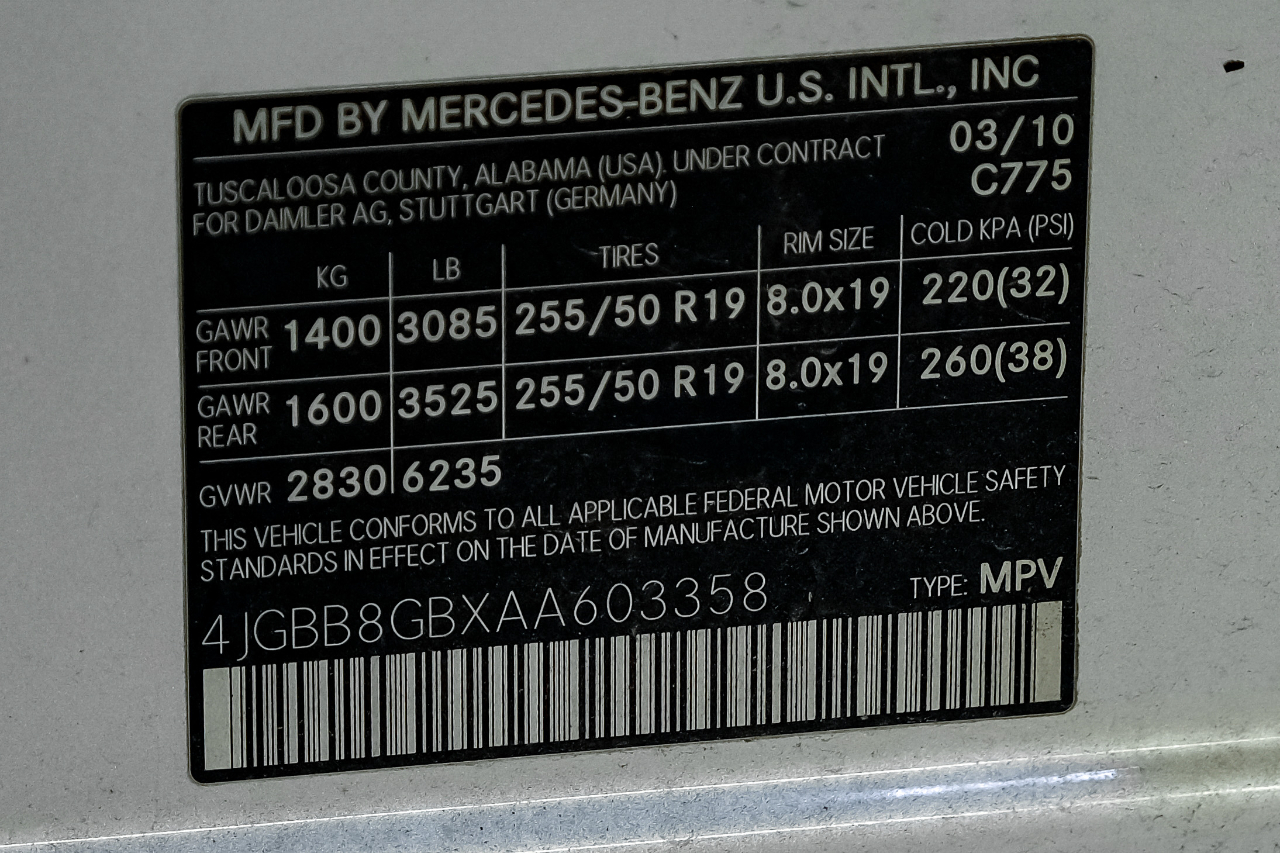 MFD BY MERCEDES-BENZ U.S. INTL., INC
TUSCALOOSA COUNTY, ALABAMA (USA). UNDER CONTRACT
FOR DAIMLER AG, STUTTGART (GERMANY)
03/10
C775
KG LB TIRES RIM SIZE COLD KPA (PSI)
GAWR FRONT 1400 3085 255/50 R19 8.0x19 220(32)
GAWR REAR 1600 3525 255/50 R19 8.0x19 260(38)
GVWR 2830 6235
THIS VEHICLE CONFORMS TO ALL APPLICABLE FEDERAL MOTOR VEHICLE SAFETY
STANDARDS IN EFFECT ON THE DATE OF MANUFACTURE SHOWN ABOVE.
4JGBB8GBXAA603358 TYPE: MPV